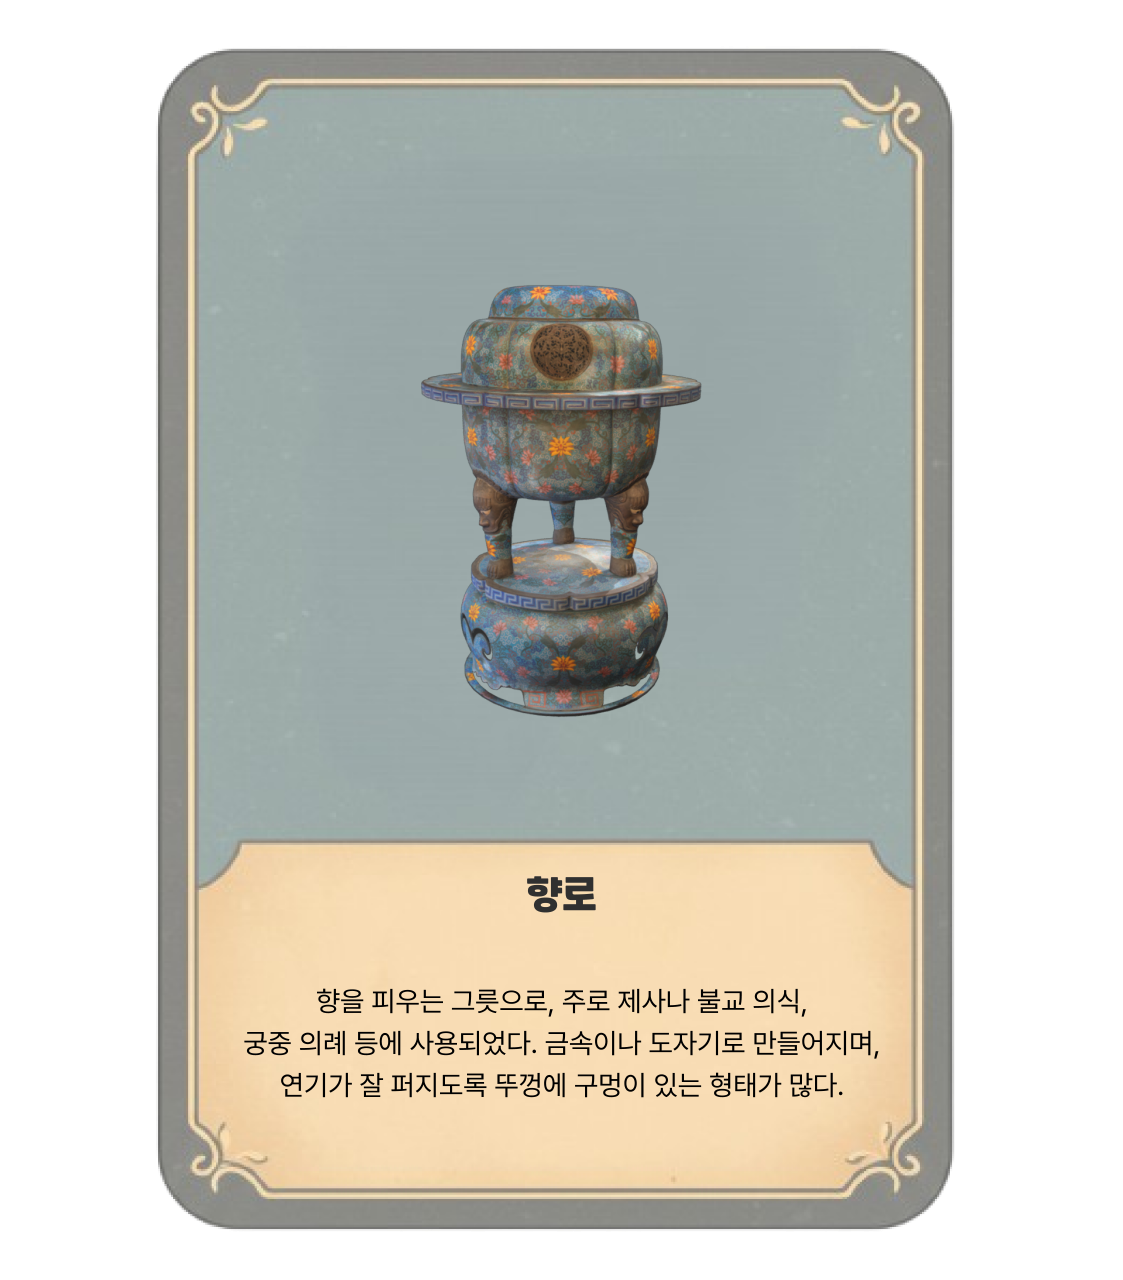 향로
향을 피우는 그릇으로, 주로 제사나 불교 의식,
궁중 의례 등에 사용되었다. 금속이나 도자기로 만들어지며,
연기가 잘 퍼지도록 뚜껑에 구멍이 있는 형태가 많다.